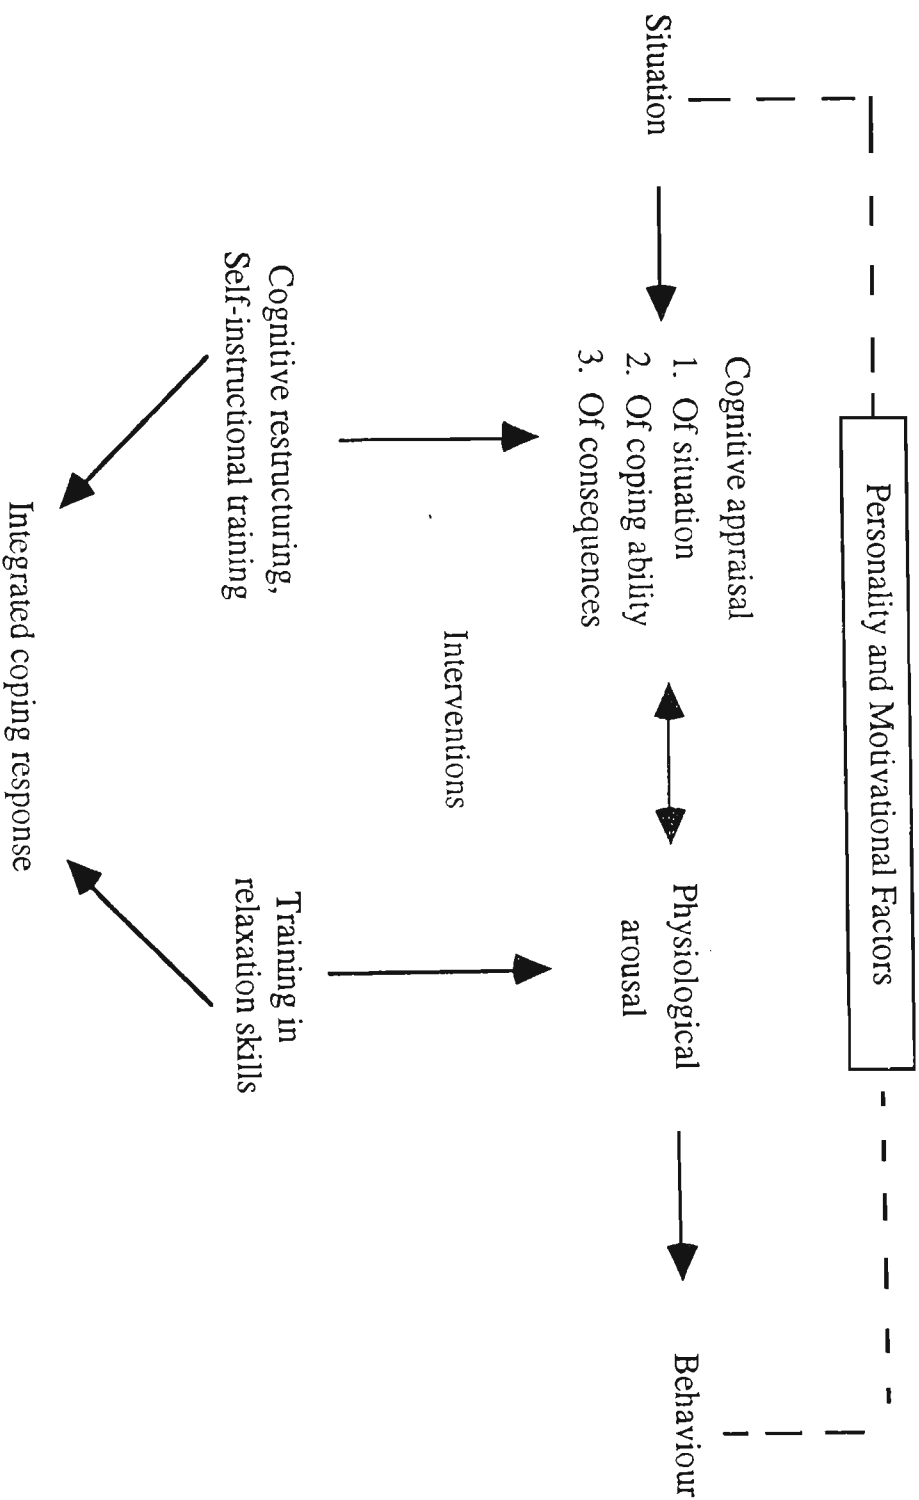 Personality and Motivational Factors
Situation
Cognitive appraisal
1. Of situation
2. Of coping ability
3. Of consequences
Physiological
arousal
Behaviour
Interventions
Cognitive restructuring,
Self-instructional training
Training in
relaxation skills
Integrated coping response